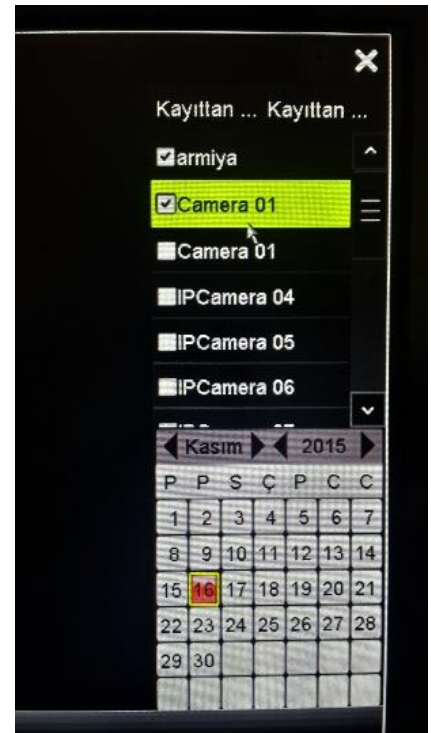 Kayıttan ... Kayıttan ...
armiya
Camera 01
Camera 01
IPCamera 04
IPCamera 05
IPCamera 06
Kasım 2015
P P S Ç P C C
1 2 3 4 5 6 7
8 9 10 11 12 13 14
15 16 17 18 19 20 21
22 23 24 25 26 27 28
29 30